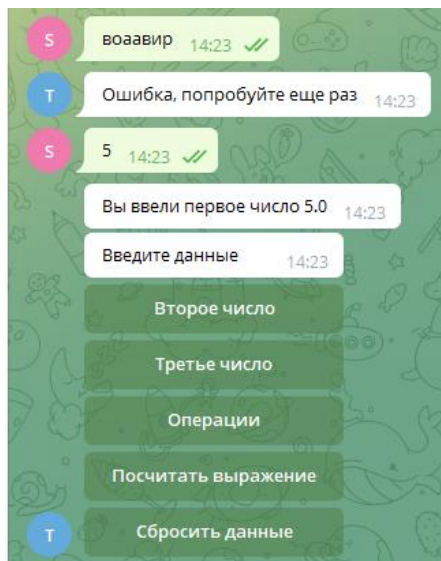 S
воаавир 14:23
T
Ошибка, попробуйте еще раз 14:23
S
5 14:23
Вы ввели первое число 5.0 14:23
Введите данные 14:23
Второе число
Третье число
Операции
Посчитать выражение
T
Сбросить данные